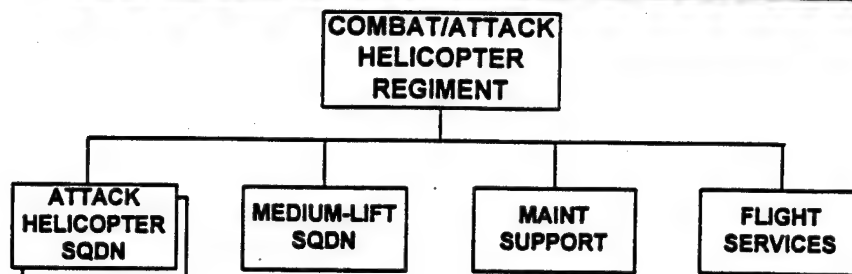 COMBAT/ATTACK
HELICOPTER
REGIMENT
ATTACK
HELICOPTER
SQDN
MEDIUM-LIFT
SQDN
MAINT
SUPPORT
FLIGHT
SERVICES